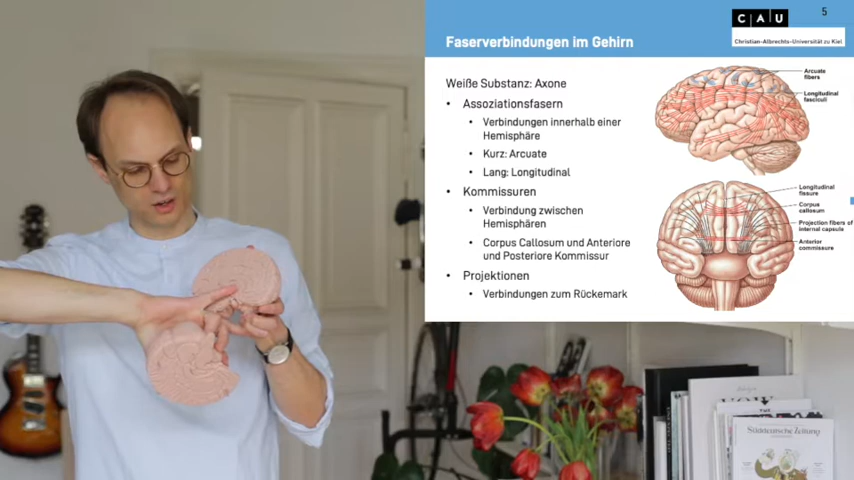 5
C A U
Christian-Albrechts-Universität zu Kiel
Faserverbindungen im Gehirn
Weiße Substanz: Axone
• Assoziationsfasern
• Verbindungen innerhalb einer
Hemisphäre
• Kurz: Arcuate
• Lang: Longitudinal
• Kommissuren
• Verbindung zwischen
Hemisphären
• Corpus Callosum und Anteriore
und Posteriore Kommissur
• Projektionen
• Verbindungen zum Rückemark
Arcuate
fibers
Longitudinal
fasciculi
Longitudinal
fissure
Corpus
callosum
Projection fibers of
internal capsule
Anterior
commissure
Süddeutsche Zeitung